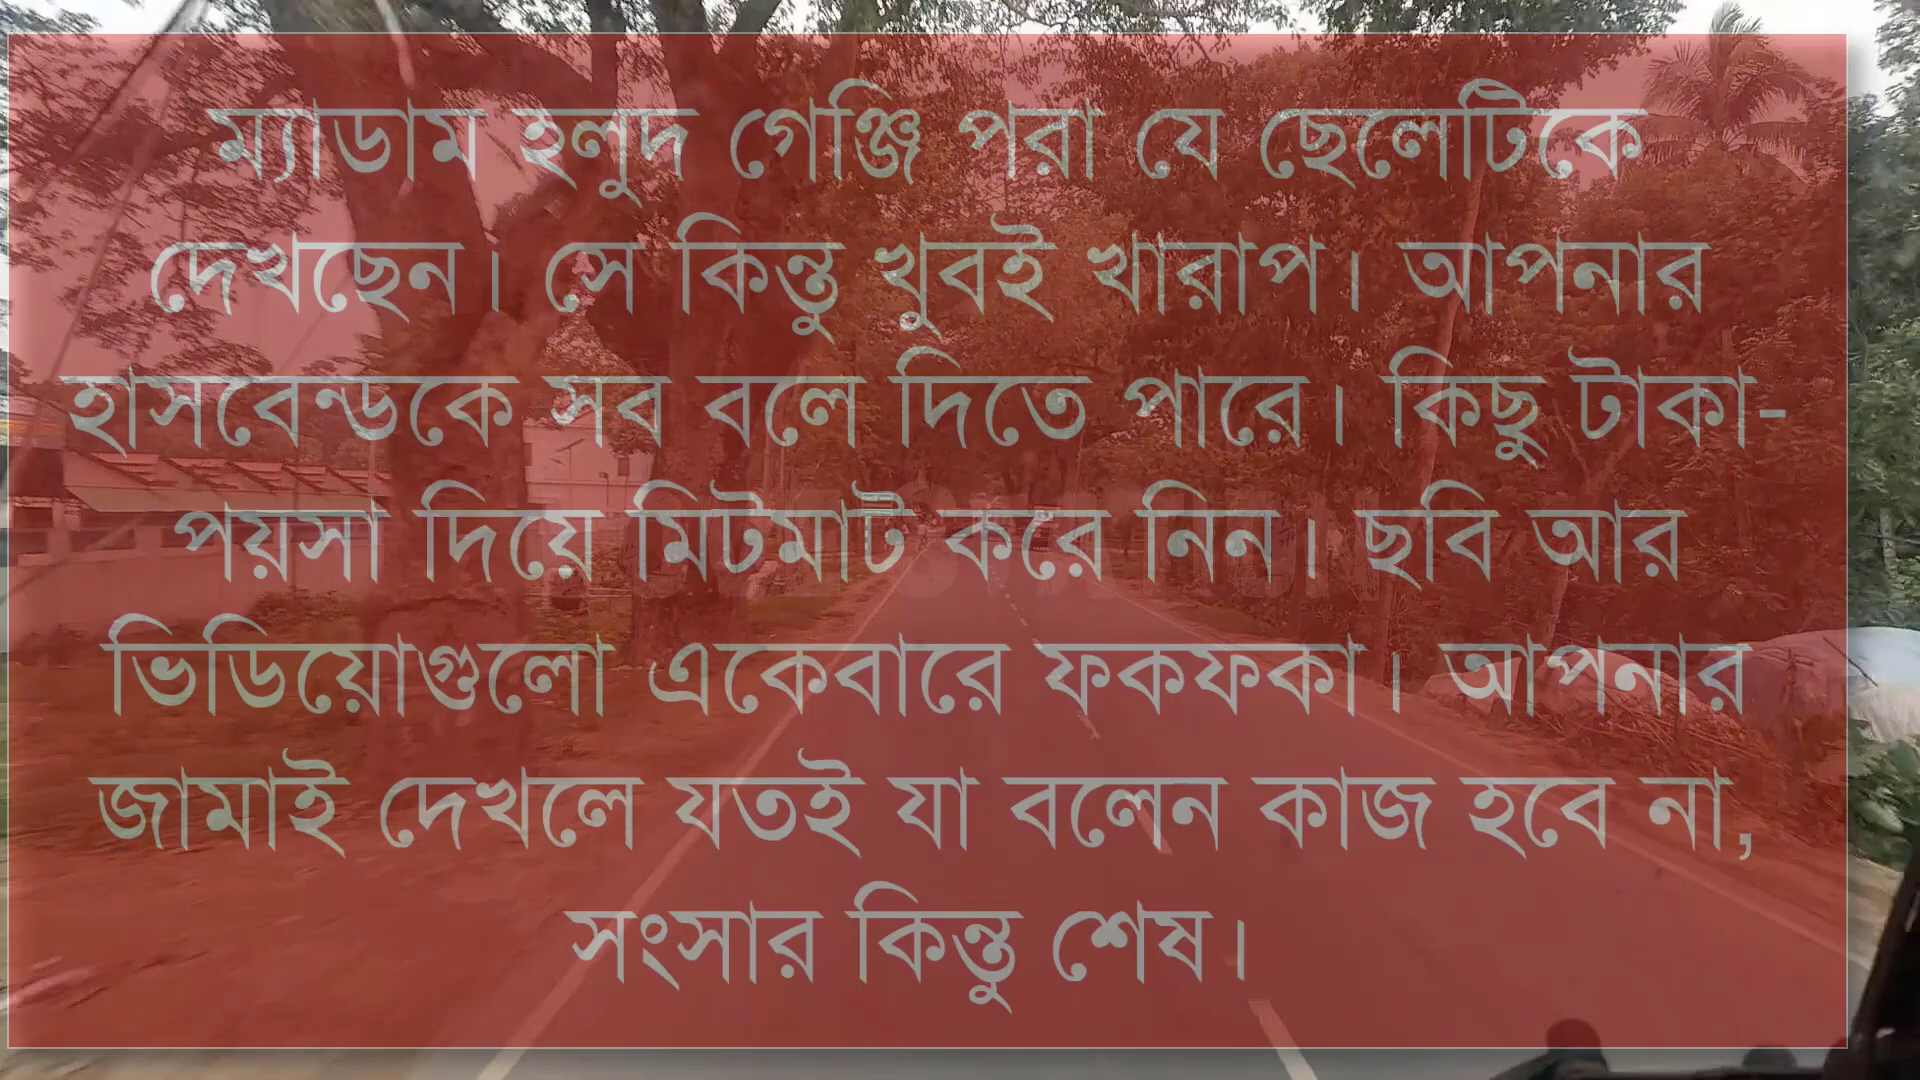 ম্যাডাম হলুদ গেঞ্জি পরা যে ছেলেটিকে
দেখছেন। সে কিন্তু খুবই খারাপ। আপনার
হাসবেন্ডকে সব বলে দিতে পারে। কিছু টাকা-
পয়সা দিয়ে মিটমাট করে নিন। ছবি আর
ভিডিয়োগুলো একেবারে ফকফকা। আপনার
জামাই দেখলে যতই যা বলেন কাজ হবে না,
সংসার কিন্তু শেষ।